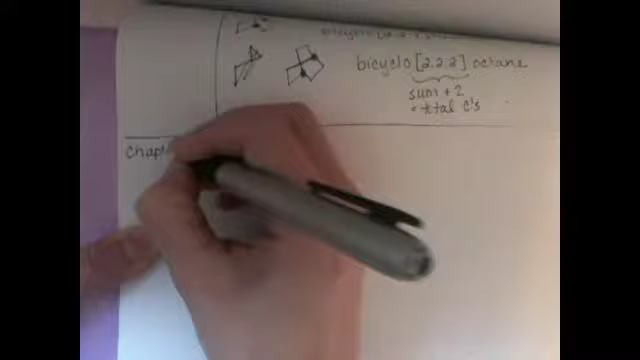 bicyclo [2.2.2] octane
sum + 2
= total C's
Chapt